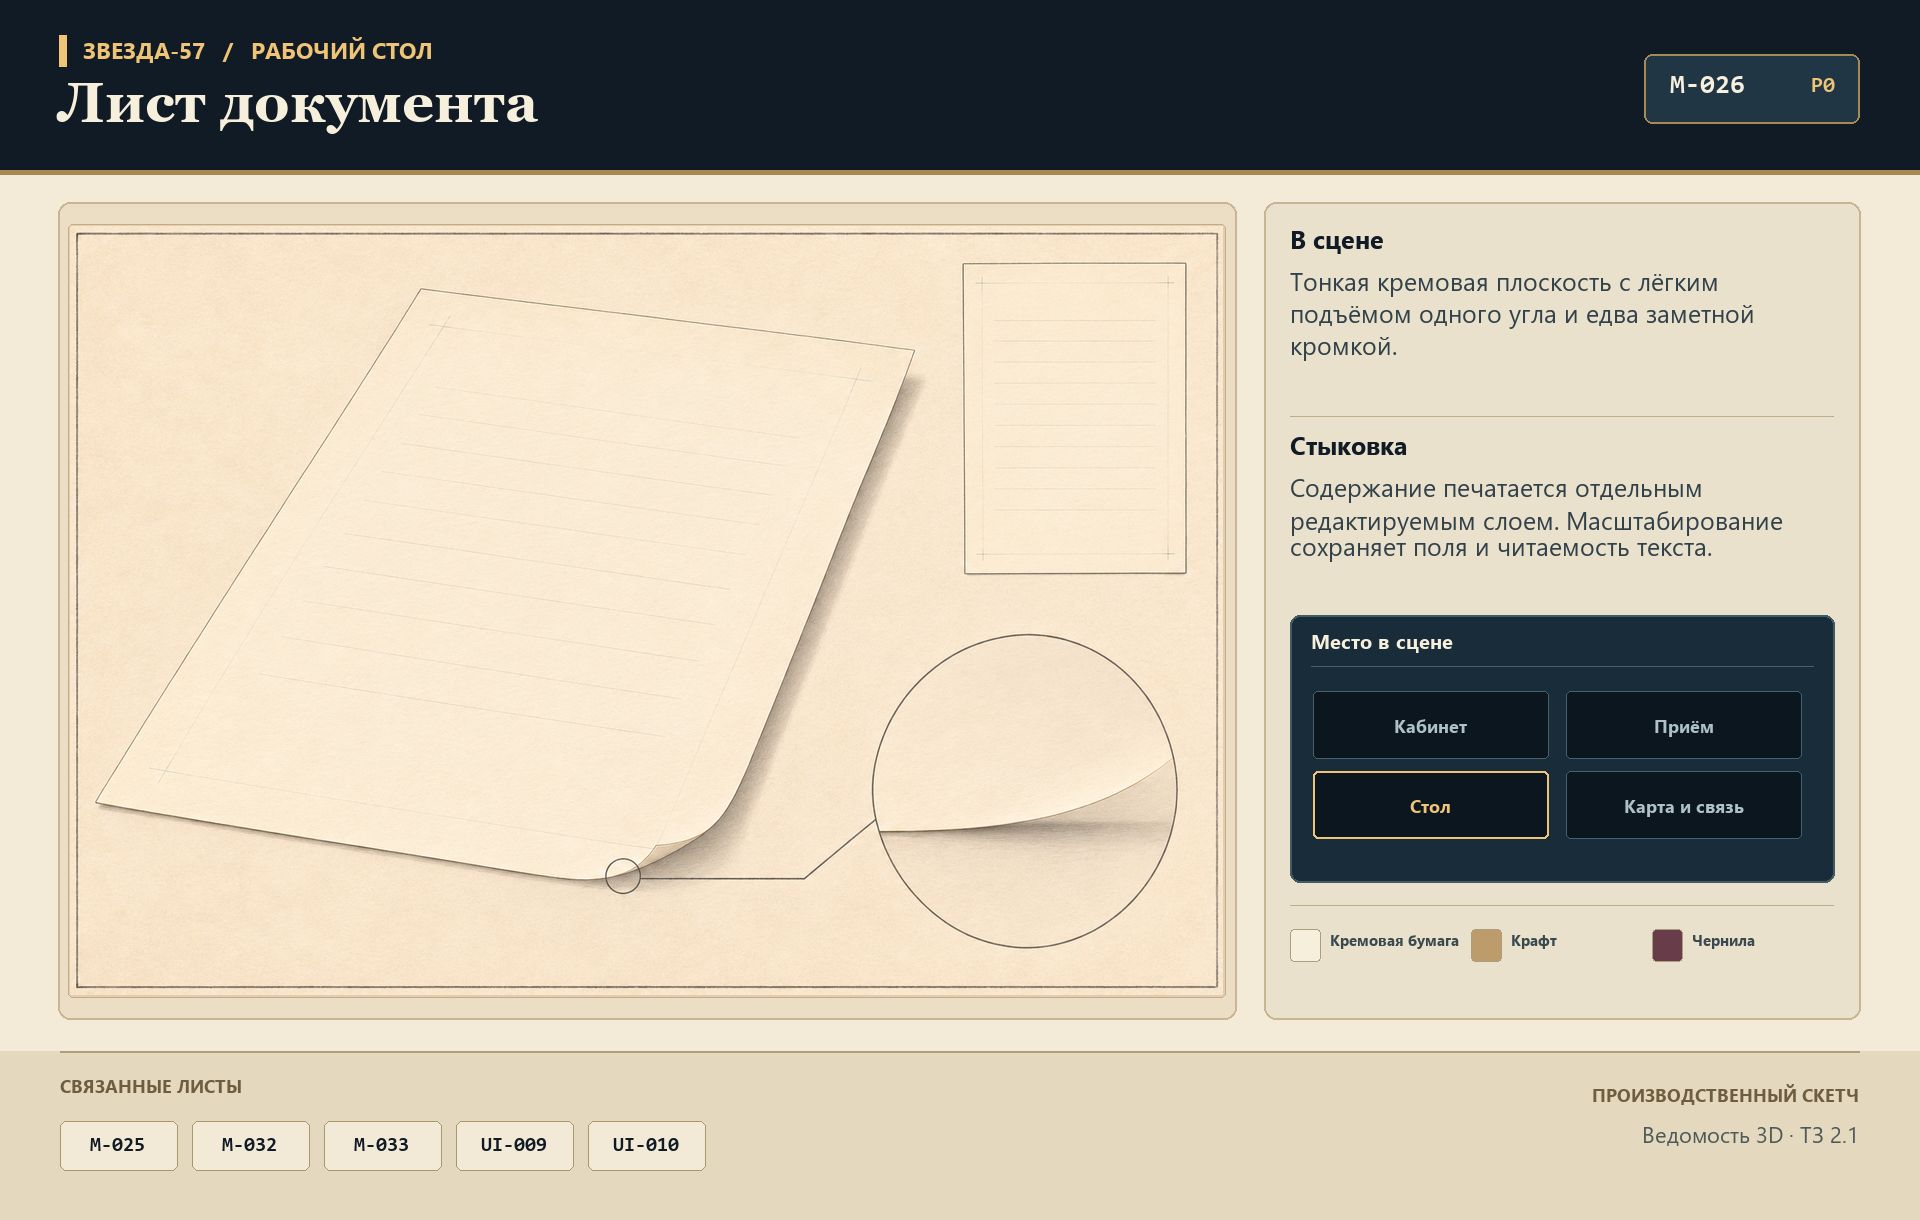 ЗВЕЗДА-57 / РАБОЧИЙ СТОЛ
Лист документа
M-026 P0
В сцене
Тонкая кремовая плоскость с лёгким
подъёмом одного угла и едва заметной
кромкой.
Стыковка
Содержание печатается отдельным
редактируемым слоем. Масштабирование
сохраняет поля и читаемость текста.
Место в сцене
Кабинет
Приём
Стол
Карта и связь
Кремовая бумага
Крафт
Чернила
СВЯЗАННЫЕ ЛИСТЫ
M-025
M-032
M-033
UI-009
UI-010
ПРОИЗВОДСТВЕННЫЙ СКЕТЧ
Ведомость 3D · ТЗ 2.1